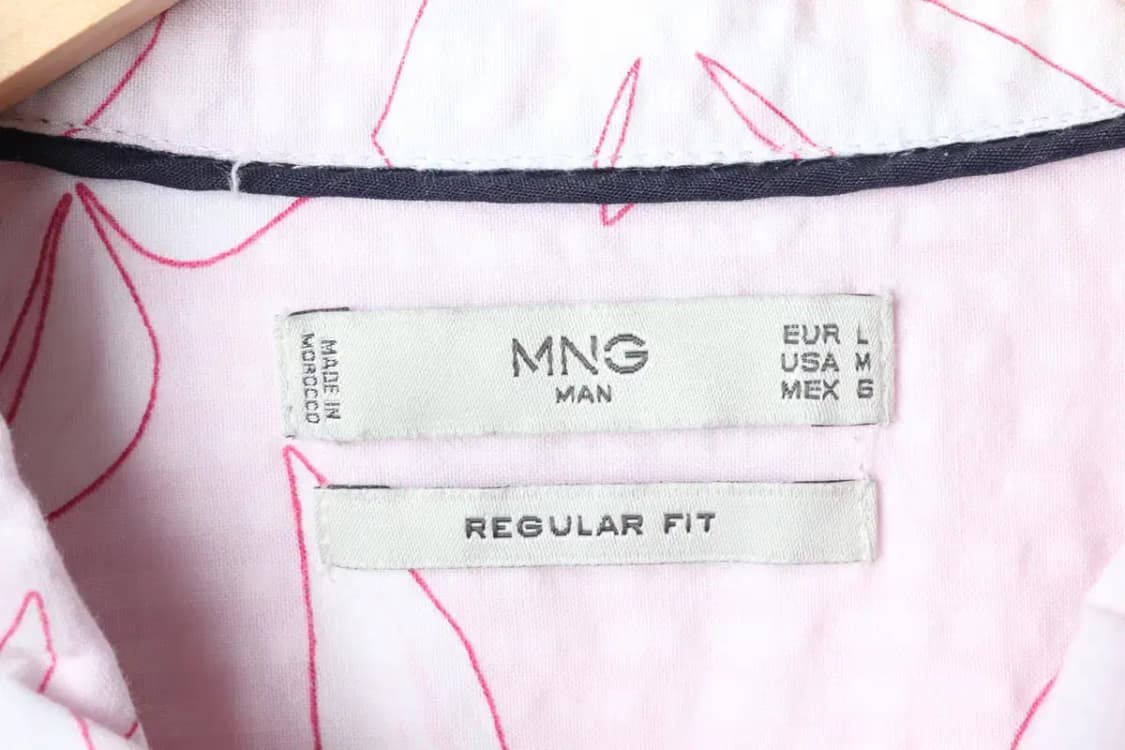 MADE IN
MOROCCO
MNG
MAN
EUR L
USA M
MEX G
REGULAR FIT